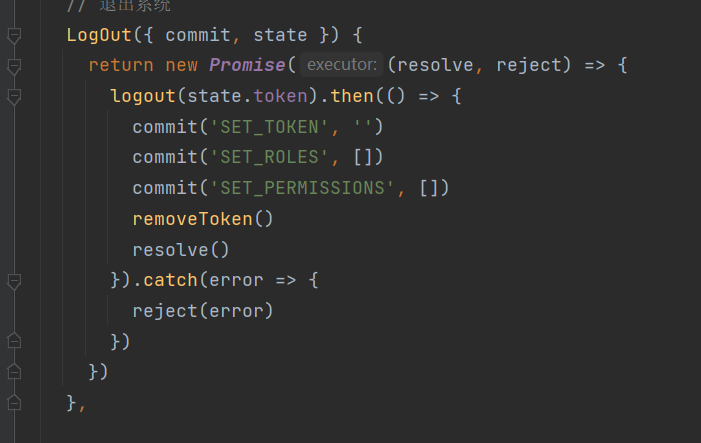 // 退出系统
LogOut({ commit, state }) {
return new Promise( executor: (resolve, reject) => {
logout(state.token).then(() => {
commit('SET_TOKEN', '')
commit('SET_ROLES', [])
commit('SET_PERMISSIONS', [])
removeToken()
resolve()
}).catch(error => {
reject(error)
})
})
},